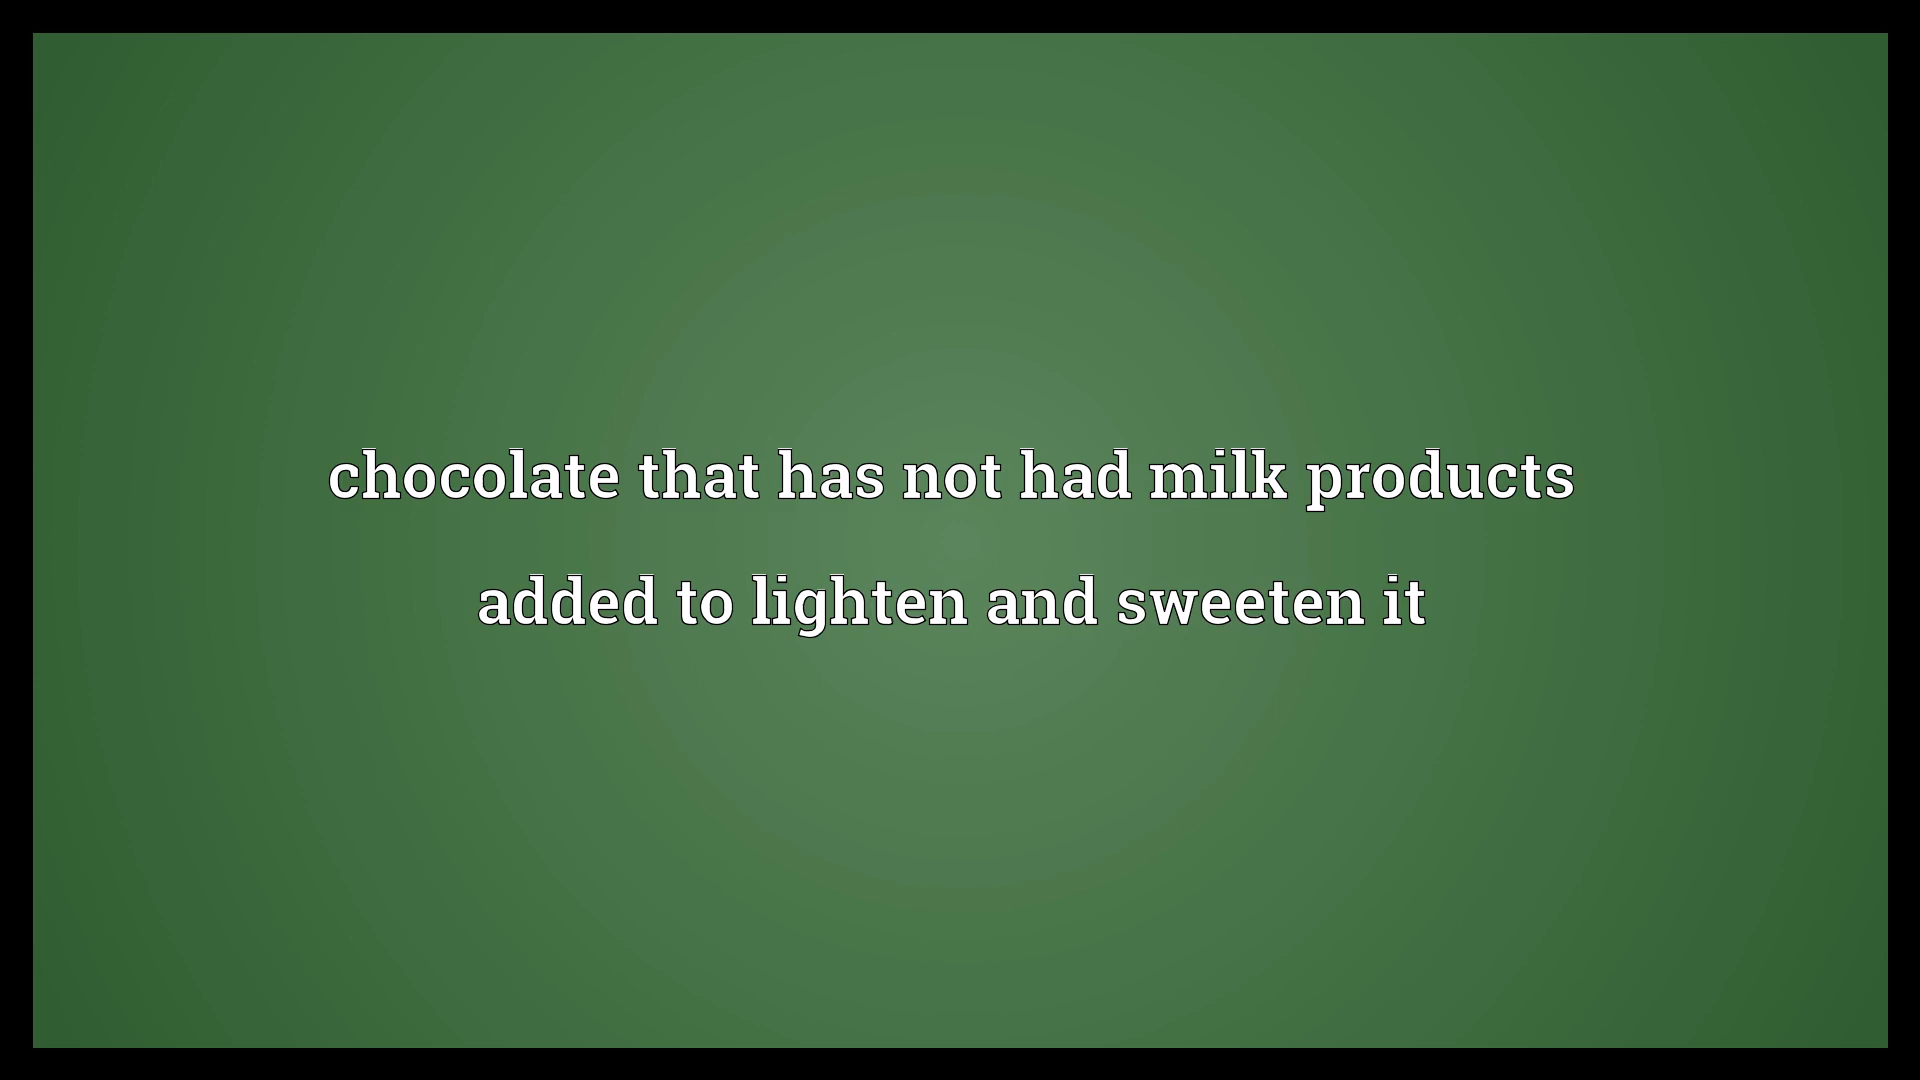 chocolate that has not had milk products
added to lighten and sweeten it